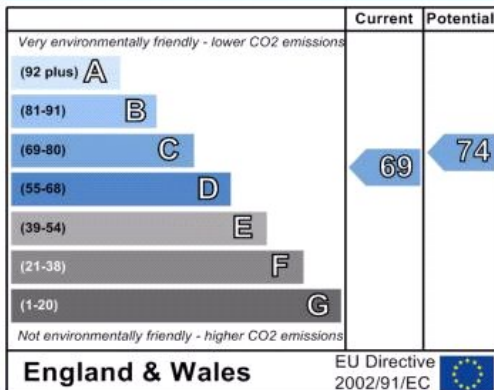 Current Potential
Very environmentally friendly - lower CO2 emissions
(92 plus) A
(81-91) B
(69-80) C
(55-68) D
(39-54) E
(21-38) F
(1-20) G
69
74
Not environmentally friendly - higher CO2 emissions
England & Wales
EU Directive
2002/91/EC